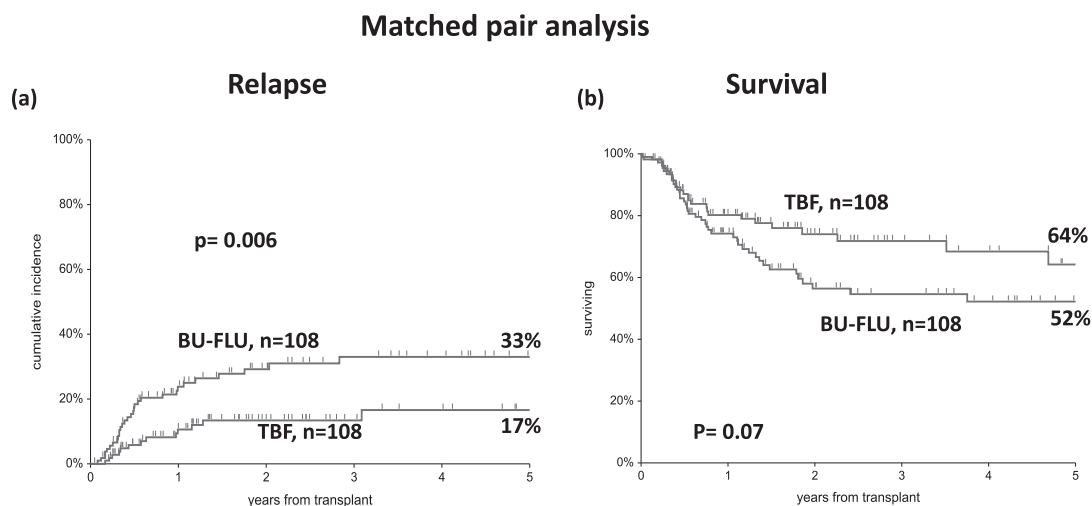 Matched pair analysis
(a)
Relapse
100%
80%
60%
40%
20%
0%
cumulative incidence
p= 0.006
BU-FLU, n=108
33%
TBF, n=108
17%
0 1 2 3 4 5
years from transplant
(b)
Survival
100%
80%
60%
40%
20%
0%
surviving
TBF, n=108
64%
BU-FLU, n=108
52%
P= 0.07
0 1 2 3 4 5
years from transplant